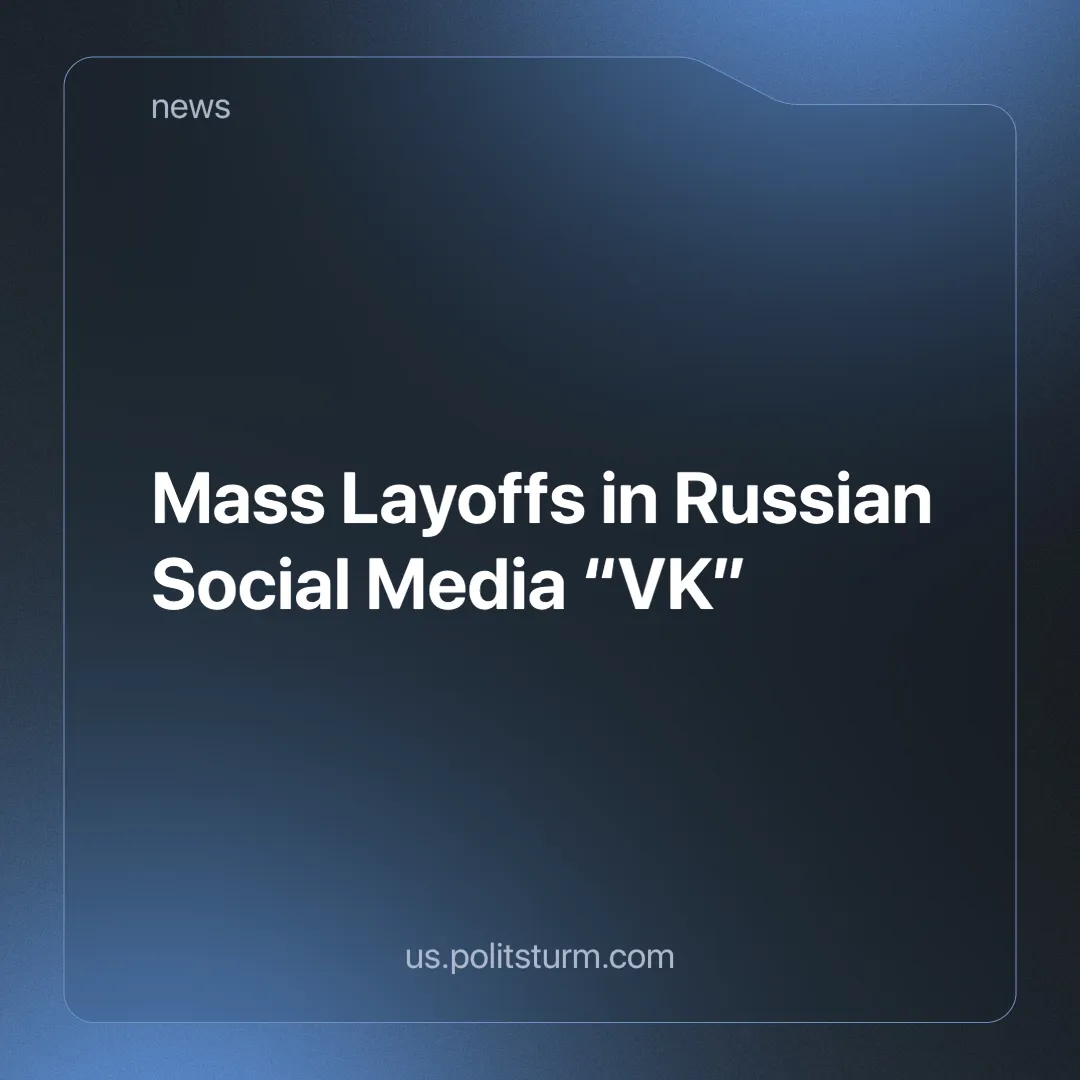 news
Mass Layoffs in Russian
Social Media “VK”
us.politsturm.com